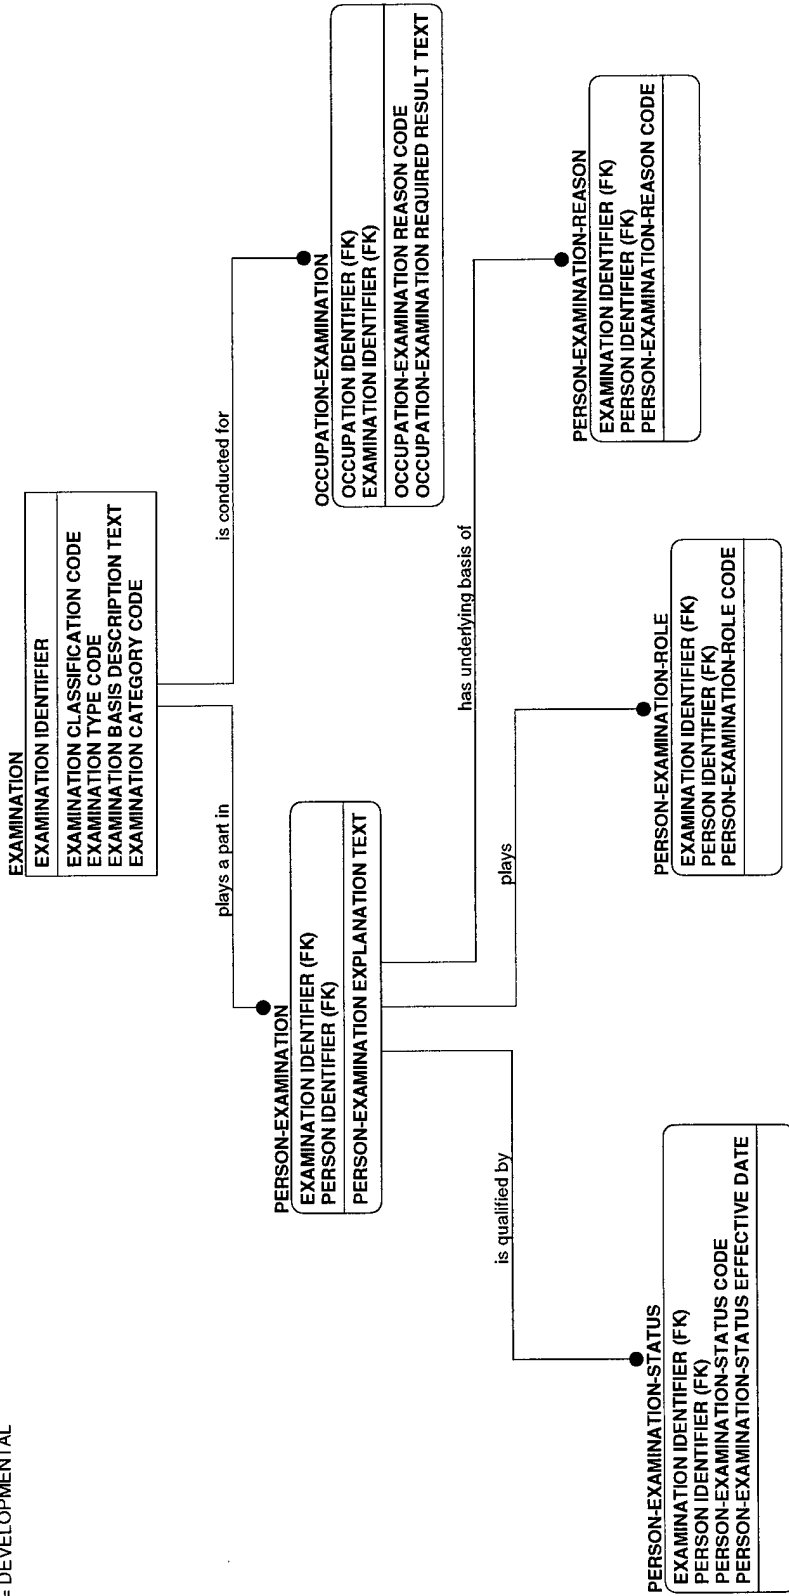 = DEVELOPMENTAL
EXAMINATION
EXAMINATION IDENTIFIER
EXAMINATION CLASSIFICATION CODE
EXAMINATION TYPE CODE
EXAMINATION BASIS DESCRIPTION TEXT
EXAMINATION CATEGORY CODE
plays a part in
is conducted for
PERSON-EXAMINATION
EXAMINATION IDENTIFIER (FK)
PERSON IDENTIFIER (FK)
PERSON-EXAMINATION EXPLANATION TEXT
OCCUPATION-EXAMINATION
OCCUPATION IDENTIFIER (FK)
EXAMINATION IDENTIFIER (FK)
OCCUPATION-EXAMINATION REASON CODE
OCCUPATION-EXAMINATION REQUIRED RESULT TEXT
is qualified by
plays
has underlying basis of
PERSON-EXAMINATION-STATUS
EXAMINATION IDENTIFIER (FK)
PERSON IDENTIFIER (FK)
PERSON-EXAMINATION-STATUS CODE
PERSON-EXAMINATION-STATUS EFFECTIVE DATE
PERSON-EXAMINATION-ROLE
EXAMINATION IDENTIFIER (FK)
PERSON IDENTIFIER (FK)
PERSON-EXAMINATION-ROLE CODE
PERSON-EXAMINATION-REASON
EXAMINATION IDENTIFIER (FK)
PERSON IDENTIFIER (FK)
PERSON-EXAMINATION-REASON CODE